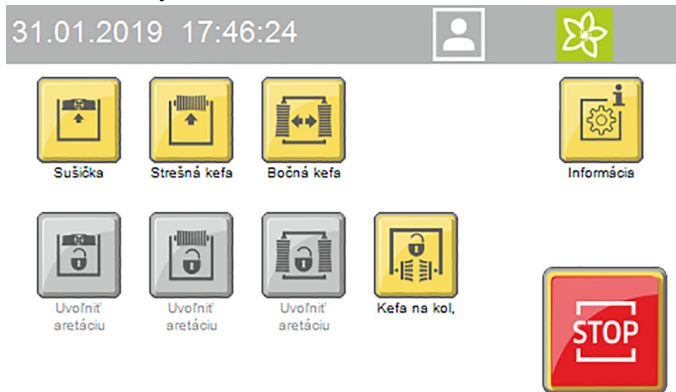 31.01.2019 17:46:24
Sušička
Strešná kefa
Bočná kefa
i
Informácia
Uvoľniť
aretáciu
Uvoľniť
aretáciu
Uvoľniť
aretáciu
Kefa na kol,
STOP